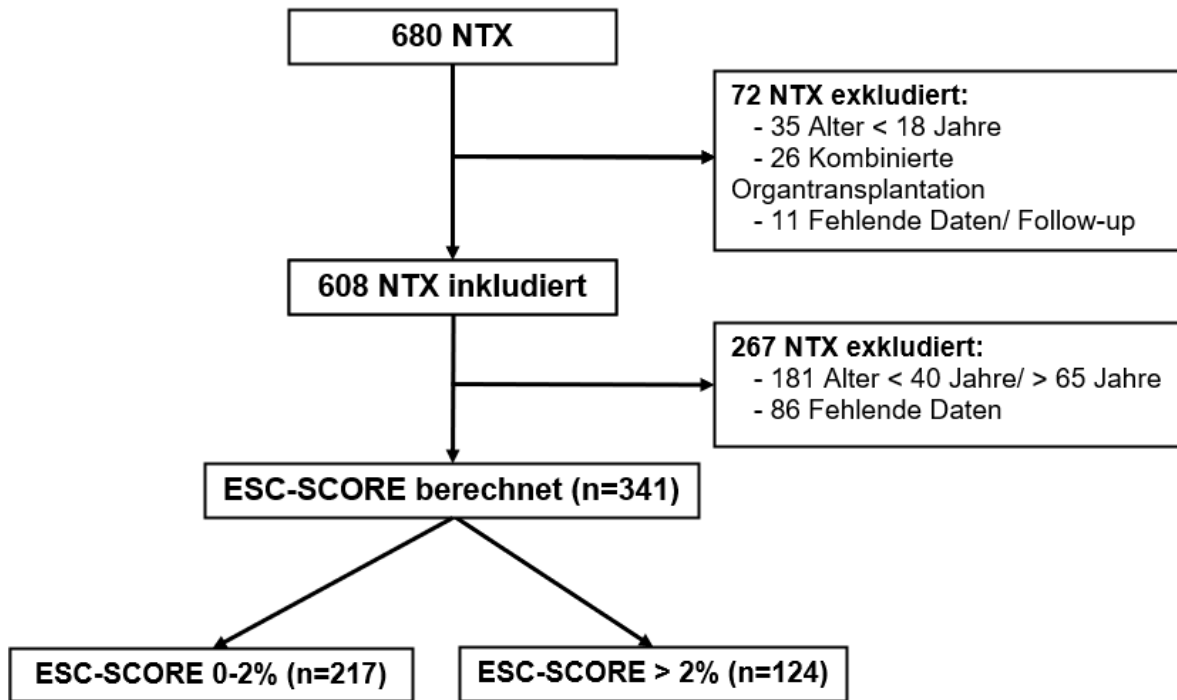 680 NTX
72 NTX exkludiert:
- 35 Alter < 18 Jahre
- 26 Kombinierte
Organtransplantation
- 11 Fehlende Daten/ Follow-up
608 NTX inkludiert
267 NTX exkludiert:
- 181 Alter < 40 Jahre/ > 65 Jahre
- 86 Fehlende Daten
ESC-SCORE berechnet (n=341)
ESC-SCORE 0-2% (n=217)
ESC-SCORE > 2% (n=124)